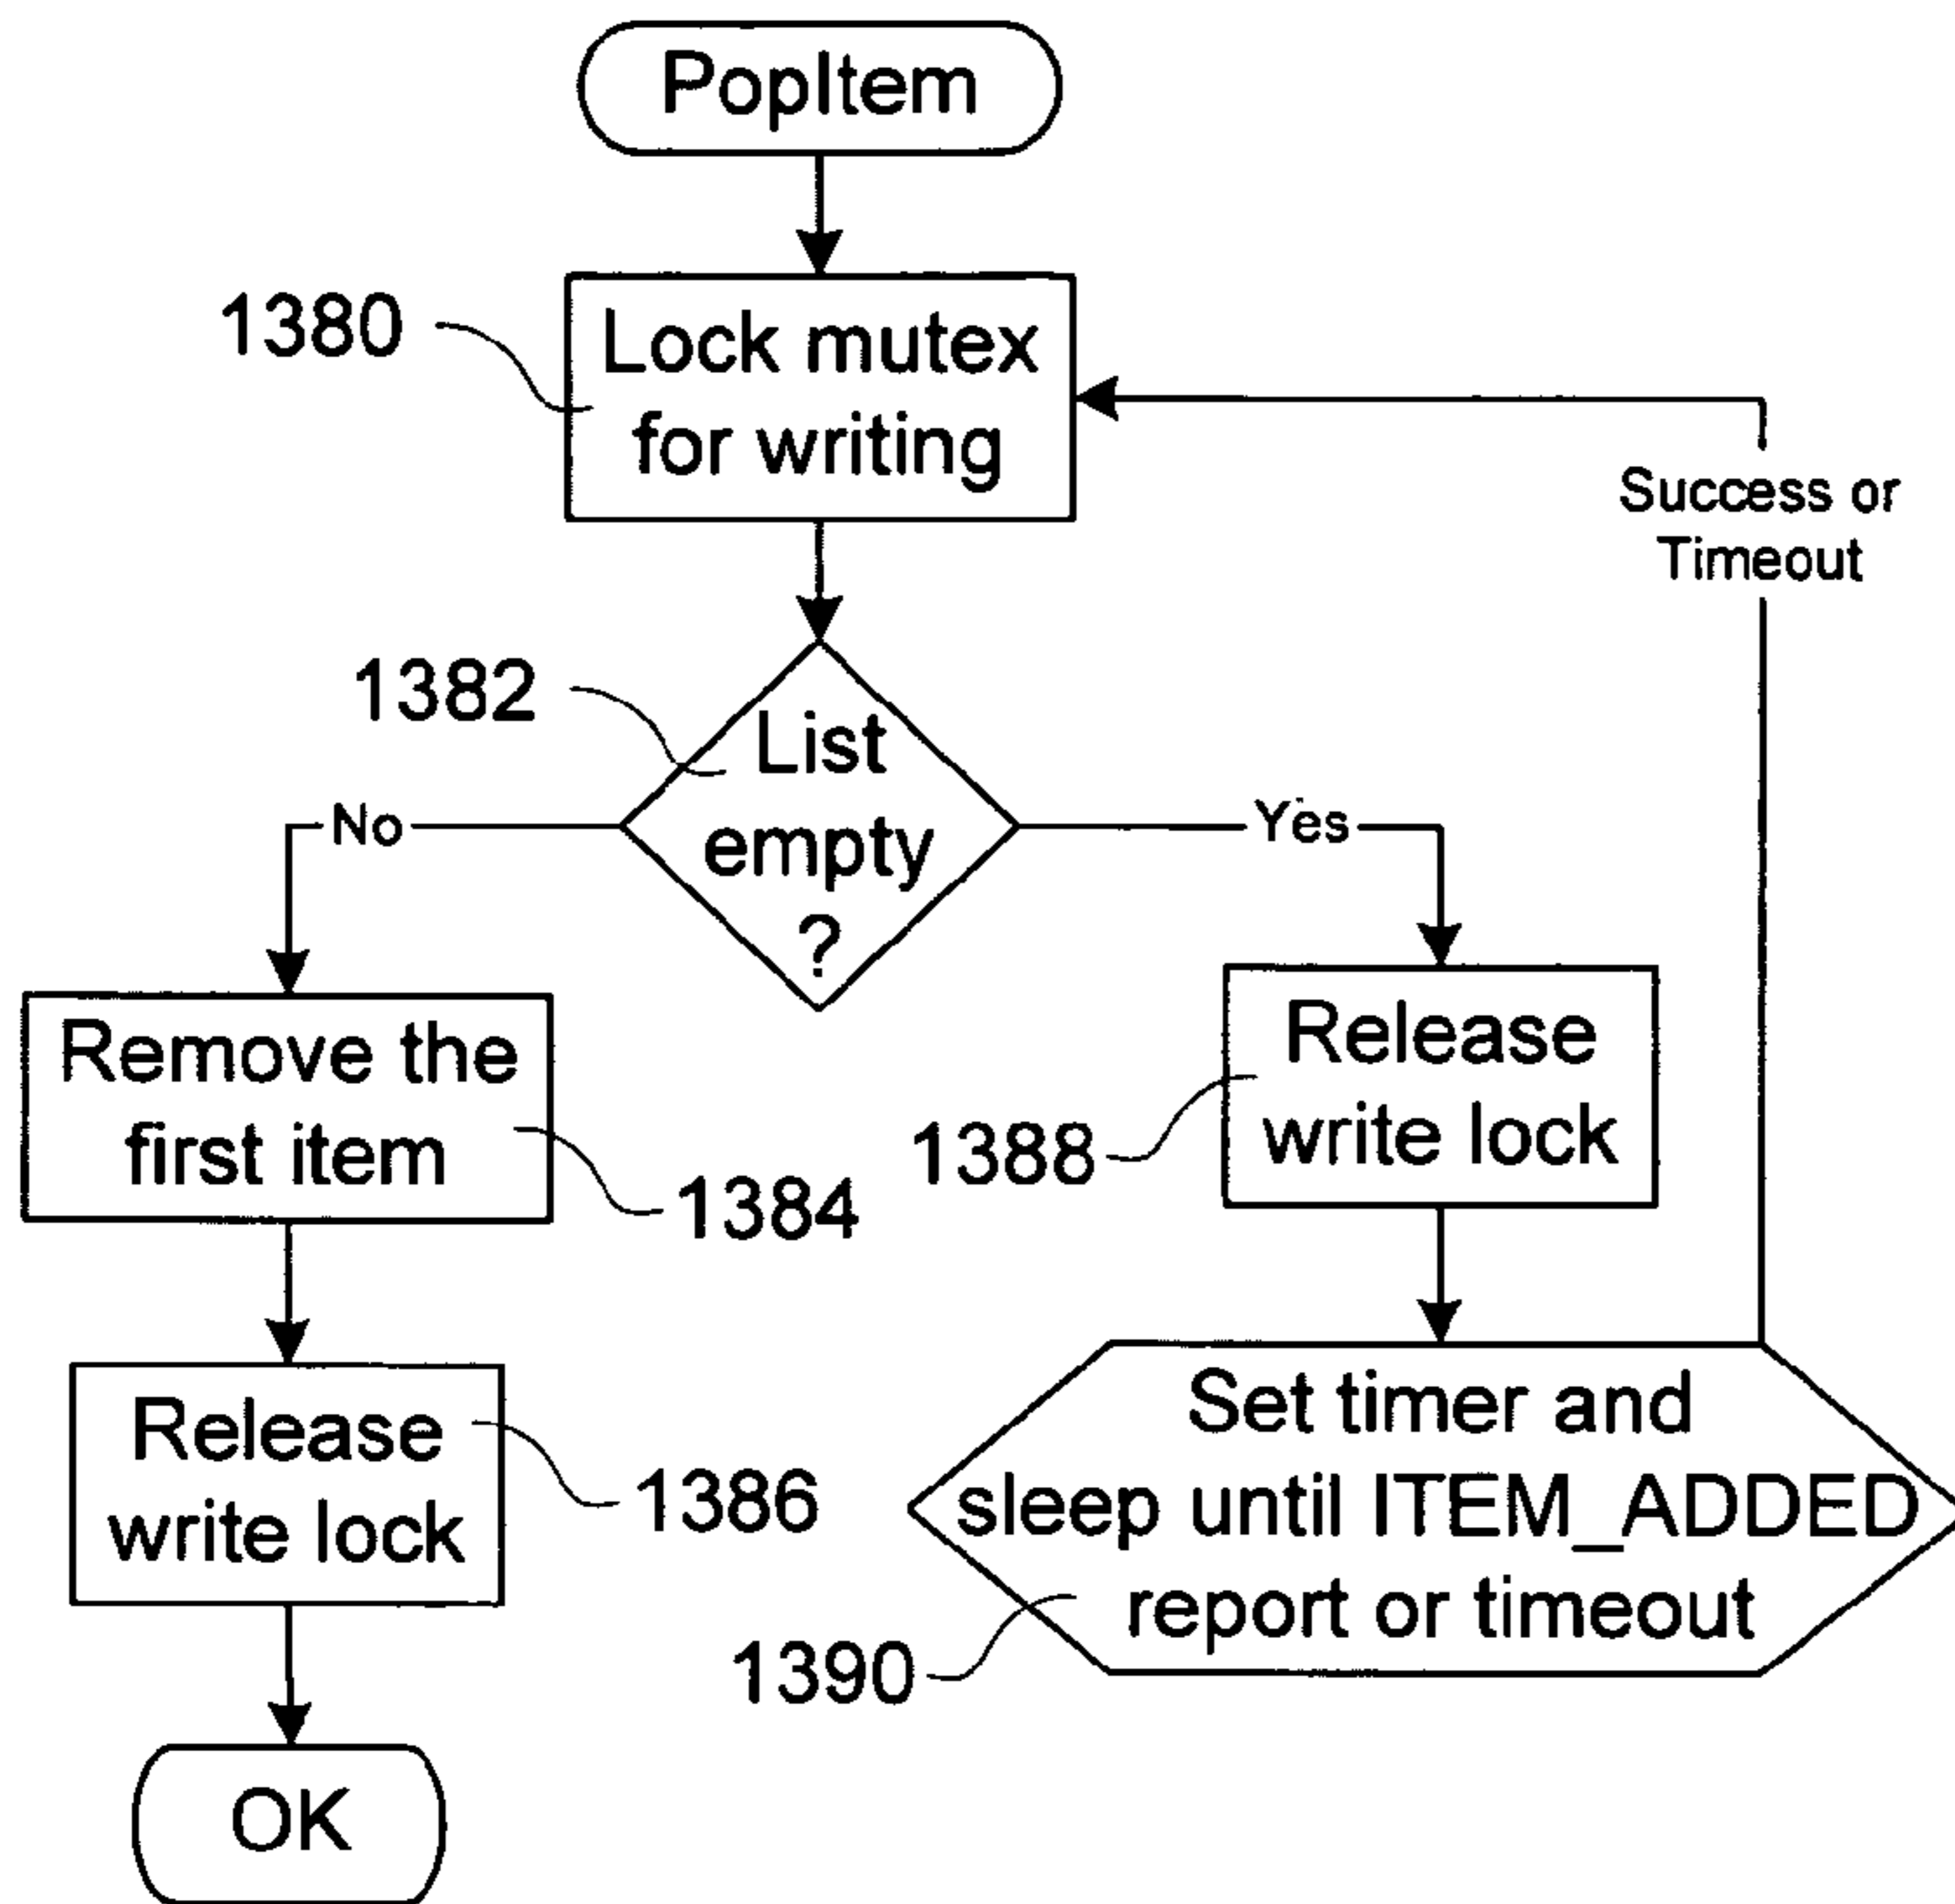 PopItem
1380
Lock mutex
for writing
Success or
Timeout
1382
List
empty
?
No
Yes
Remove the
first item
1384
Release
write lock
1388
Release
write lock
1386
Set timer and
sleep until ITEM_ADDED
report or timeout
1390
OK